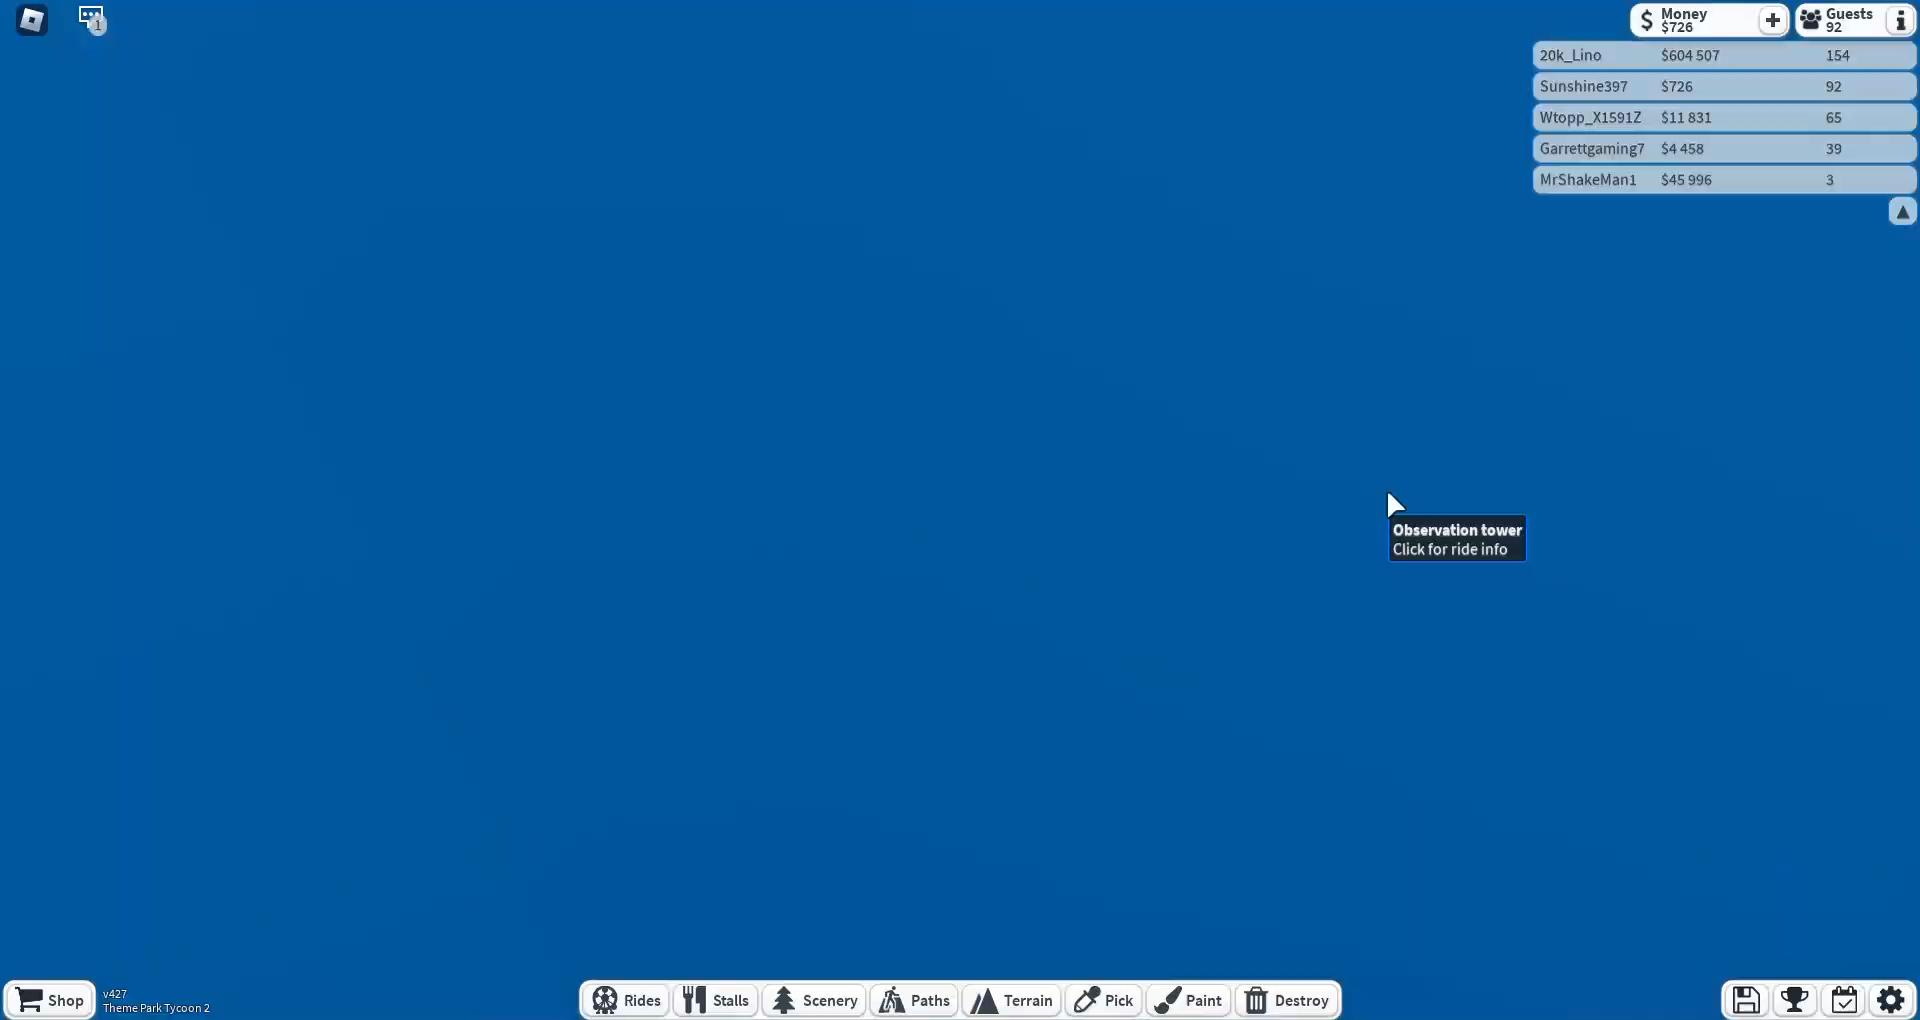 1
Money
$726
Guests
92
20k_Lino $604 507 154
Sunshine397 $726 92
Wtopp_X1591Z $11 831 65
Garrettgaming7 $4 458 39
MrShakeMan1 $45 996 3
Observation tower
Click for ride info
Shop
v427
Theme Park Tycoon 2
Rides Stalls Scenery Paths Terrain Pick Paint Destroy